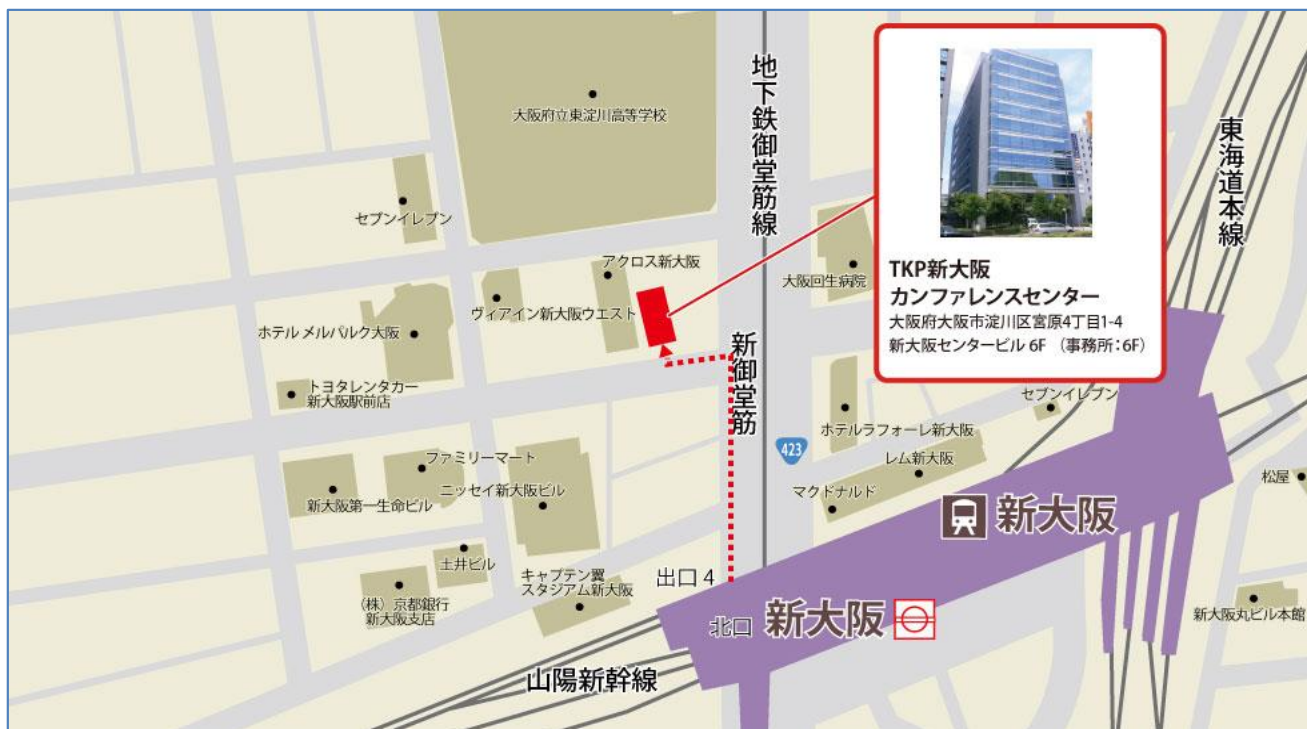 大阪府立東淀川高等学校
地下鉄御堂筋線
東海道本線
セブンイレブン
アクロス新大阪
大阪回生病院
TKP新大阪
カンファレンスセンター
大阪府大阪市淀川区宮原4丁目1-4
新大阪センタービル 6F （事務所：6F）
ヴィアイン新大阪ウエスト
ホテルメルパルク大阪
新御堂筋
トヨタレンタカー
新大阪駅前店
セブンイレブン
ホテルラフォーレ新大阪
423
ファミリーマート
レム新大阪
松屋
ニッセイ新大阪ビル
マクドナルド
新大阪第一生命ビル
新大阪
土井ビル
キャプテン翼
スタジアム新大阪
出口 4
（株）京都銀行
新大阪支店
北口
新大阪
新大阪丸ビル本館
山陽新幹線